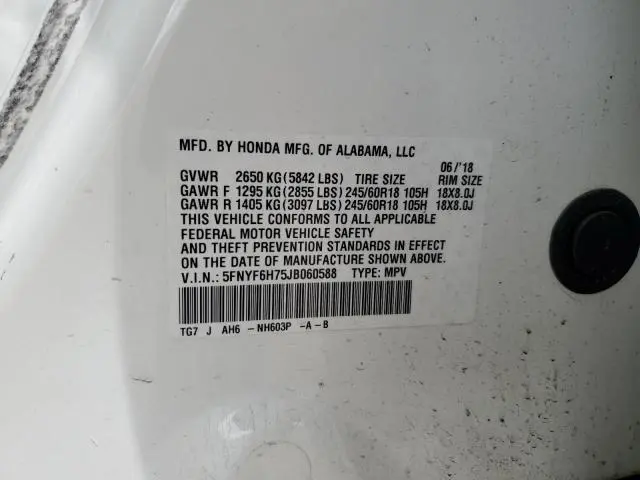 MFD. BY HONDA MFG. OF ALABAMA, LLC
06/'18
GVWR 2650 KG(5842 LBS) TIRE SIZE RIM SIZE
GAWR F 1295 KG(2855 LBS)245/60R18 105H 18X8.0J
GAWR R 1405 KG(3097 LBS)245/60R18 105H 18X8.0J
THIS VEHICLE CONFORMS TO ALL APPLICABLE
FEDERAL MOTOR VEHICLE SAFETY
AND THEFT PREVENTION STANDARDS IN EFFECT
ON THE DATE OF MANUFACTURE SHOWN ABOVE.
V.I.N.: 5FNYF6H75JB060588 TYPE: MPV
TG7 J AH6 -NH603P -A-B